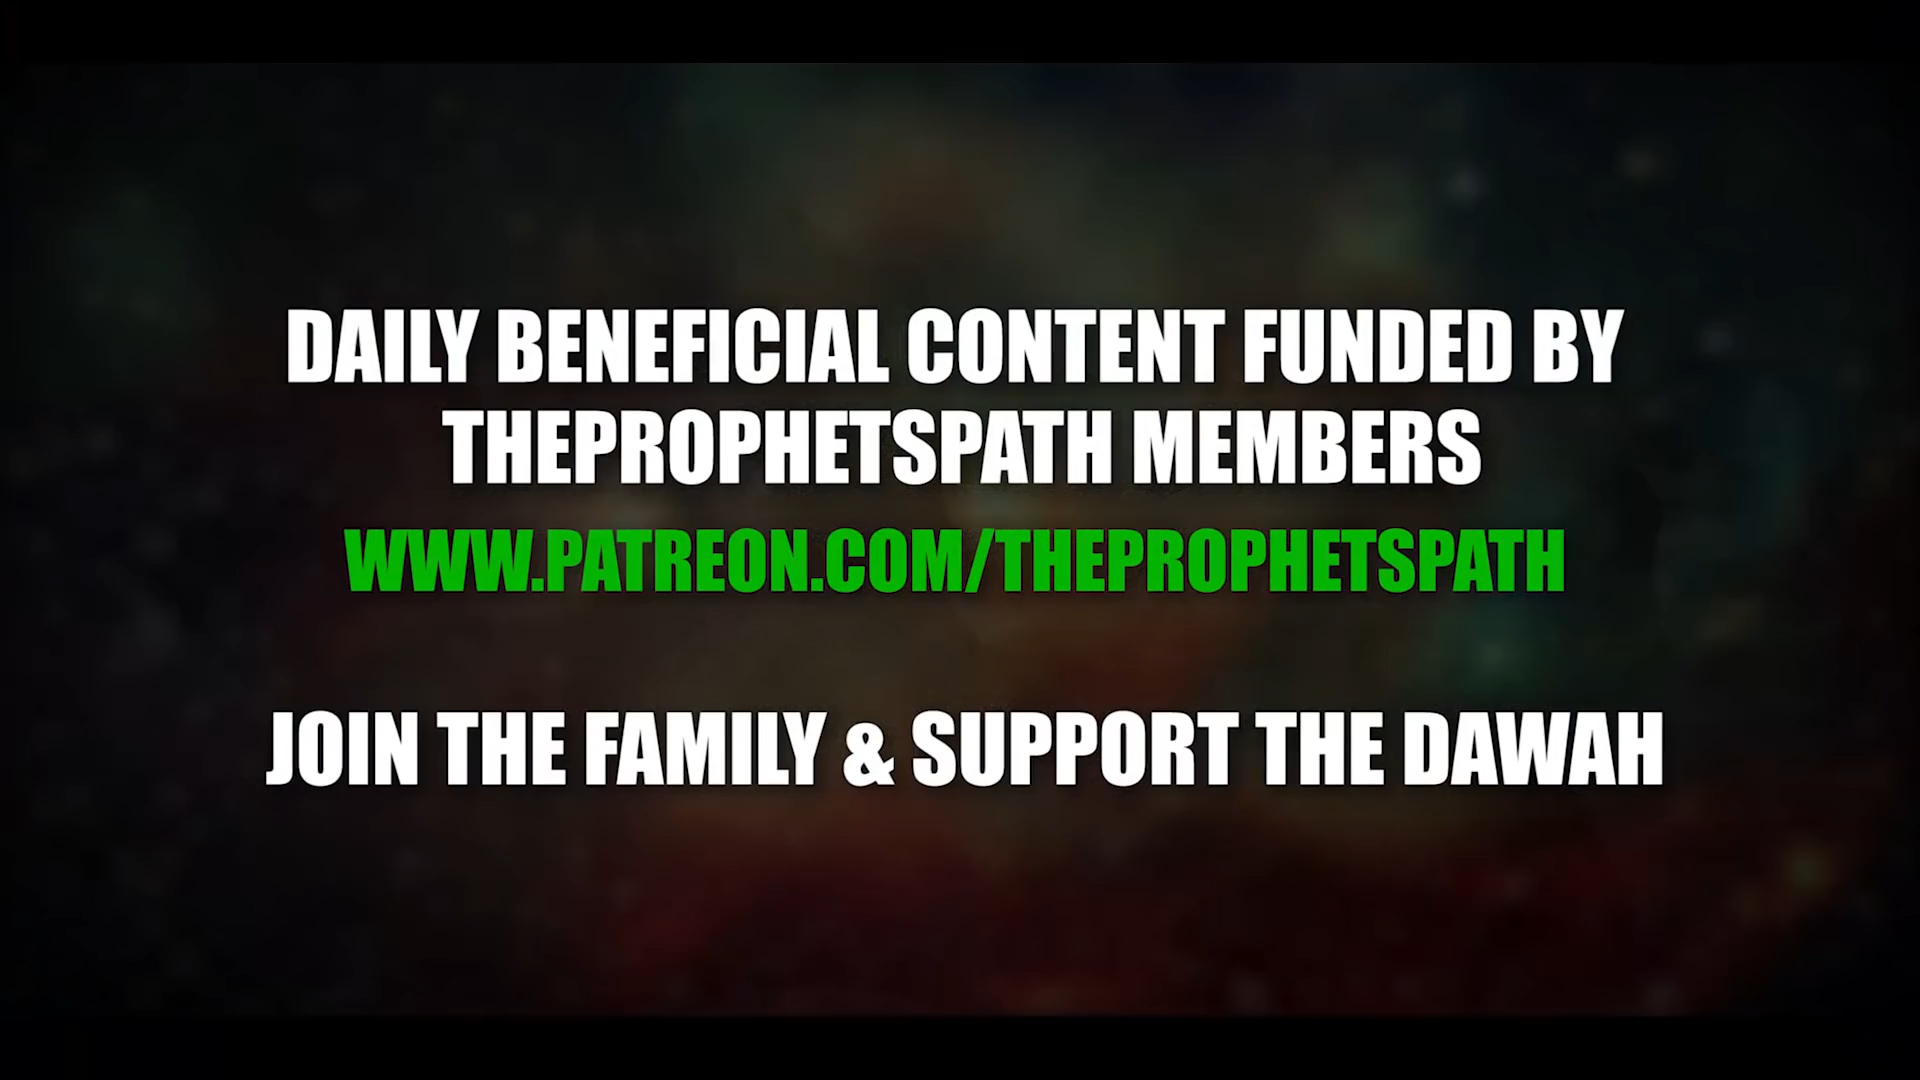 DAILY BENEFICIAL CONTENT FUNDED BY
THEPROPHETSPATH MEMBERS
WWW.PATREON.COM/THEPROPHETSPATH
JOIN THE FAMILY & SUPPORT THE DAWAH